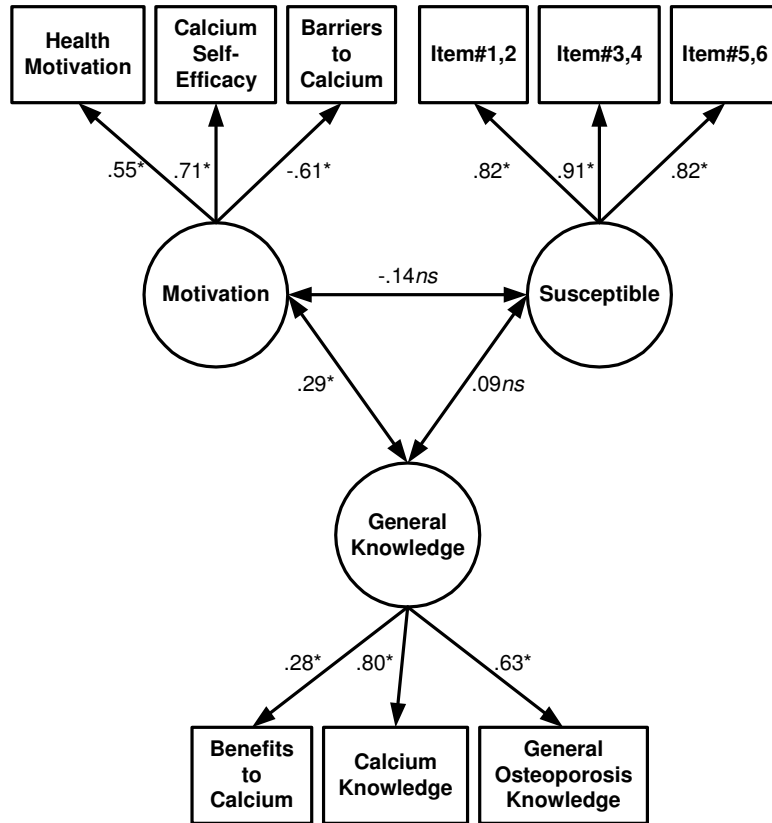 Health
Motivation
Calcium
Self-
Efficacy
Barriers
to
Calcium
Item#1,2
Item#3,4
Item#5,6
.55*
.71*
-.61*
.82*
.91*
.82*
Motivation
-.14ns
Susceptible
.29*
.09ns
General
Knowledge
.28*
.80*
.63*
Benefits
to
Calcium
Calcium
Knowledge
General
Osteoporosis
Knowledge